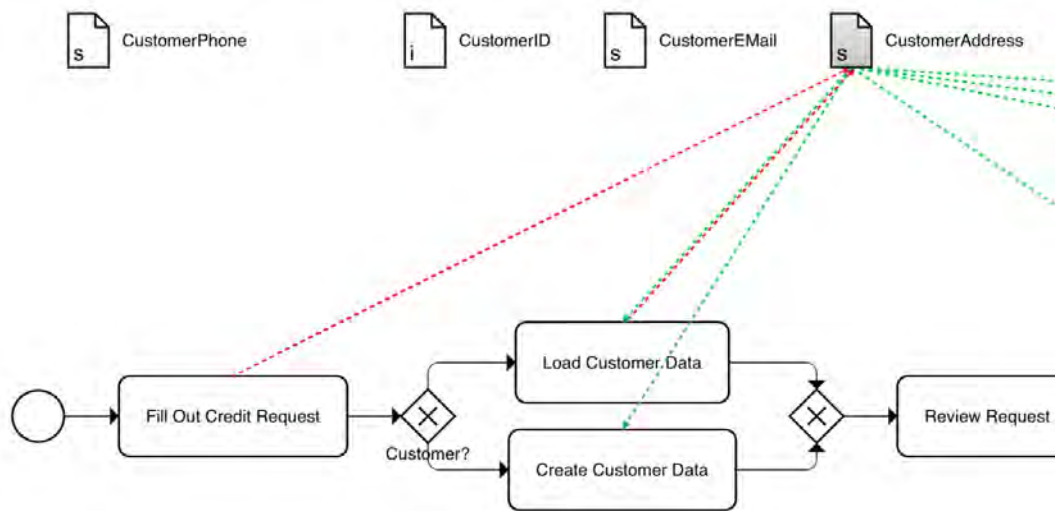 s
CustomerPhone
i
CustomerID
s
CustomerEMail
s
CustomerAddress
Load Customer Data
Fill Out Credit Request
Review Request
Customer?
Create Customer Data